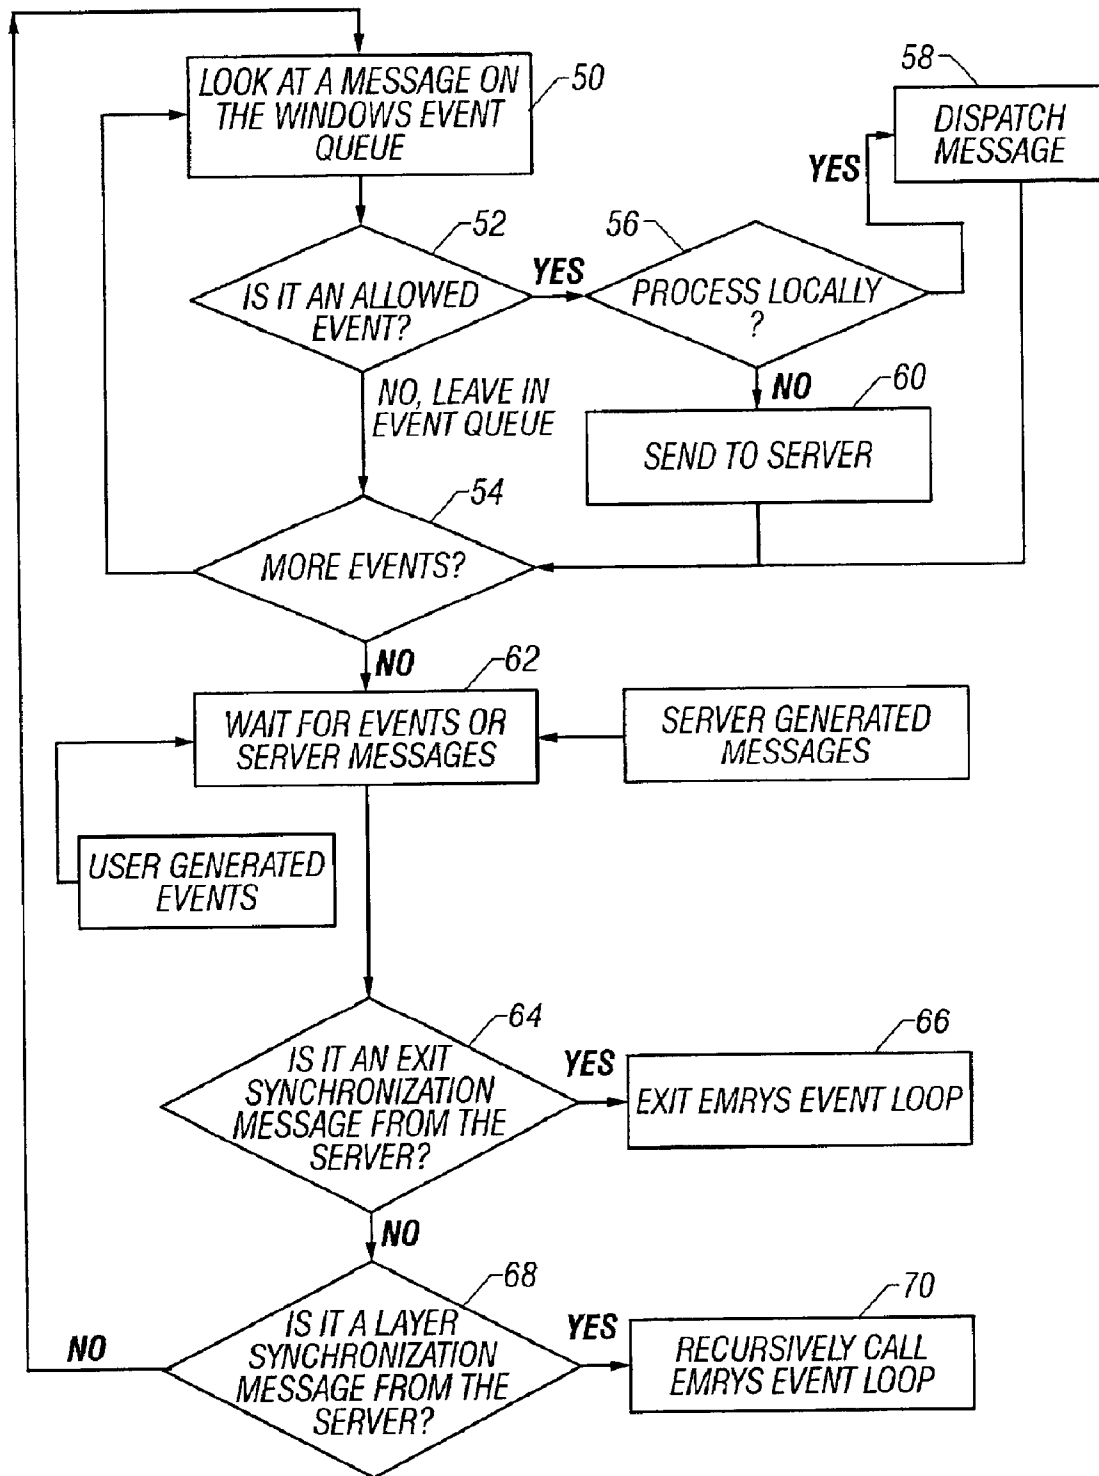 LOOK AT A MESSAGE ON
THE WINDOWS EVENT
QUEUE
50
58
DISPATCH
MESSAGE
YES
52
IS IT AN ALLOWED
EVENT?
YES
56
PROCESS LOCALLY
?
NO, LEAVE IN
EVENT QUEUE
NO
60
SEND TO SERVER
54
MORE EVENTS?
NO
62
WAIT FOR EVENTS OR
SERVER MESSAGES
SERVER GENERATED
MESSAGES
USER GENERATED
EVENTS
64
IS IT AN EXIT
SYNCHRONIZATION
MESSAGE FROM THE
SERVER?
YES
66
EXIT EMRYS EVENT LOOP
NO
68
IS IT A LAYER
SYNCHRONIZATION
MESSAGE FROM THE
SERVER?
NO
YES
70
RECURSIVELY CALL
EMRYS EVENT LOOP